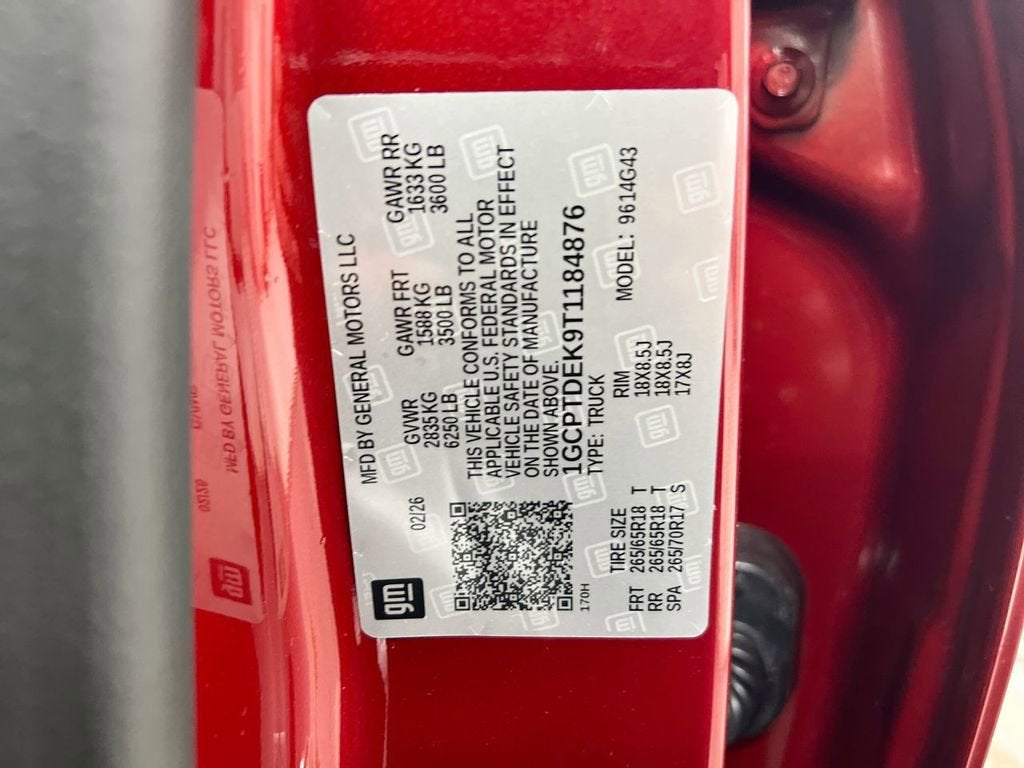 gm
MFD BY GENERAL MOTORS LLC
02/26
GVWR GAWR FRT GAWR RR
2835 KG 1588 KG 1633 KG
6250 LB 3500 LB 3600 LB
THIS VEHICLE CONFORMS TO ALL
APPLICABLE U.S. FEDERAL MOTOR
VEHICLE SAFETY STANDARDS IN EFFECT
ON THE DATE OF MANUFACTURE
SHOWN ABOVE.
1GCPTDEK9T1184876
TYPE: TRUCK
170H
MODEL: 9614G43
TIRE SIZE RIM
FRT 265/65R18 T 18X8.5J
RR 265/65R18 T 18X8.5J
SPA 265/70R17 S 17X8J